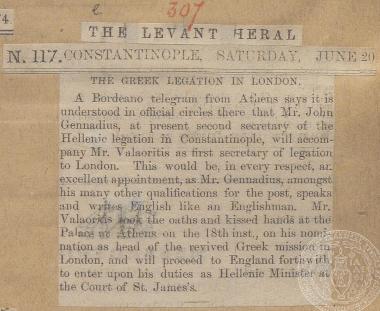 74.
e 307
THE LEVANT HERAL
N. 117. CONSTANTINOPLE, SATURDAY, JUNE 20
THE GREEK LEGATION IN LONDON.
A Bordeano telegram from Athens says it is
understood in official circles there that Mr. John
Gennadius, at present second secretary of the
Hellenic legation in Constantinople, will accom-
pany Mr. Valaoritis as first secretary of legation
to London. This would be, in every respect, an
excellent appointment, as Mr. Gennadius, amongst
his many other qualifications for the post, speaks
and writes English like an Englishman. Mr.
Valaoritis took the oaths and kissed hands at the
Palace at Athens on the 18th inst., on his nomi-
nation as head of the revived Greek mission in
London, and will proceed to England forthwith
to enter upon his duties as Hellenic Minister at
the Court of St. James's.